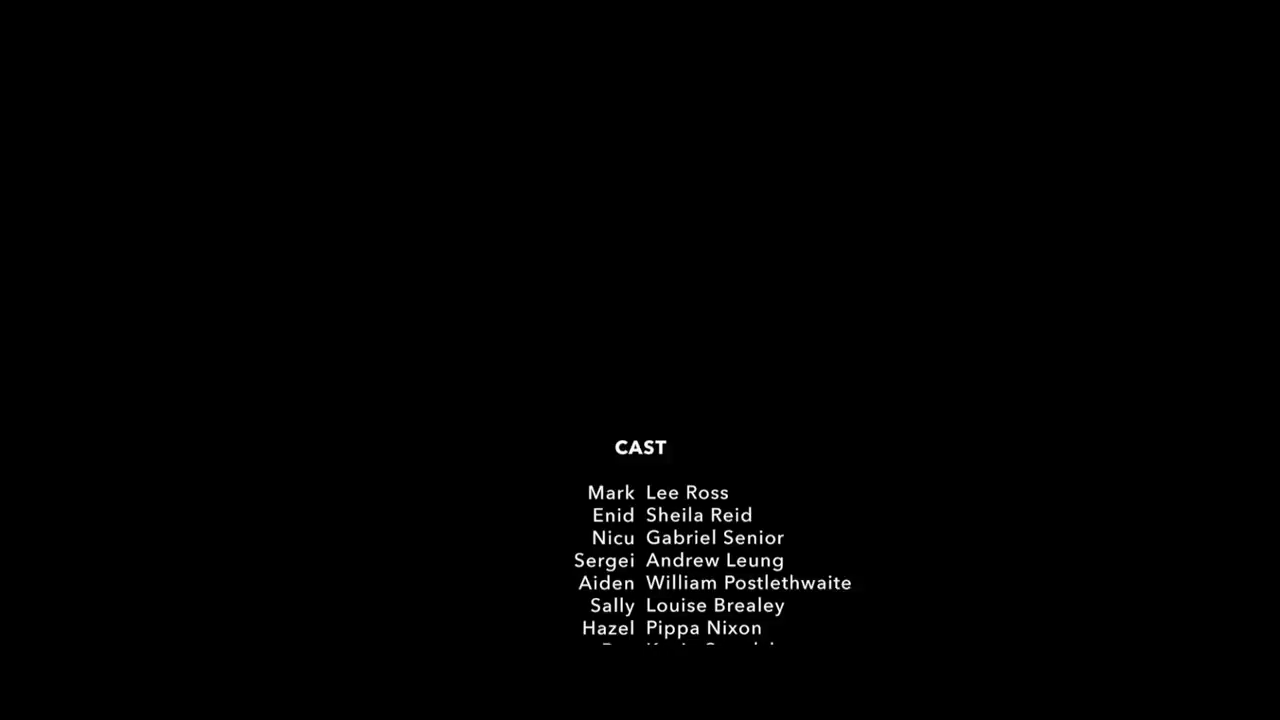 CAST
Mark Lee Ross
Enid Sheila Reid
Nicu Gabriel Senior
Sergei Andrew Leung
Aiden William Postlethwaite
Sally Louise Brealey
Hazel Pippa Nixon